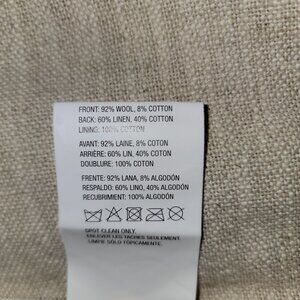 FRONT: 92% WOOL, 8% COTTON
BACK: 60% LINEN, 40% COTTON
LINING: 100% COTTON
AVANT: 92% LAINE, 8% COTON
ARRIÈRE: 60% LIN, 40% COTON
DOUBLURE: 100% COTON
FRENTE: 92% LANA, 8% ALGODÓN
RESPALDO: 60% LINO, 40% ALGODÓN
RECUBRIMIENT: 100% ALGODÓN
SPOT CLEAN ONLY.
ENLEVER LES TACHES SEULEMENT.
LIMPIE SÓLO TÓPICAMENTE.